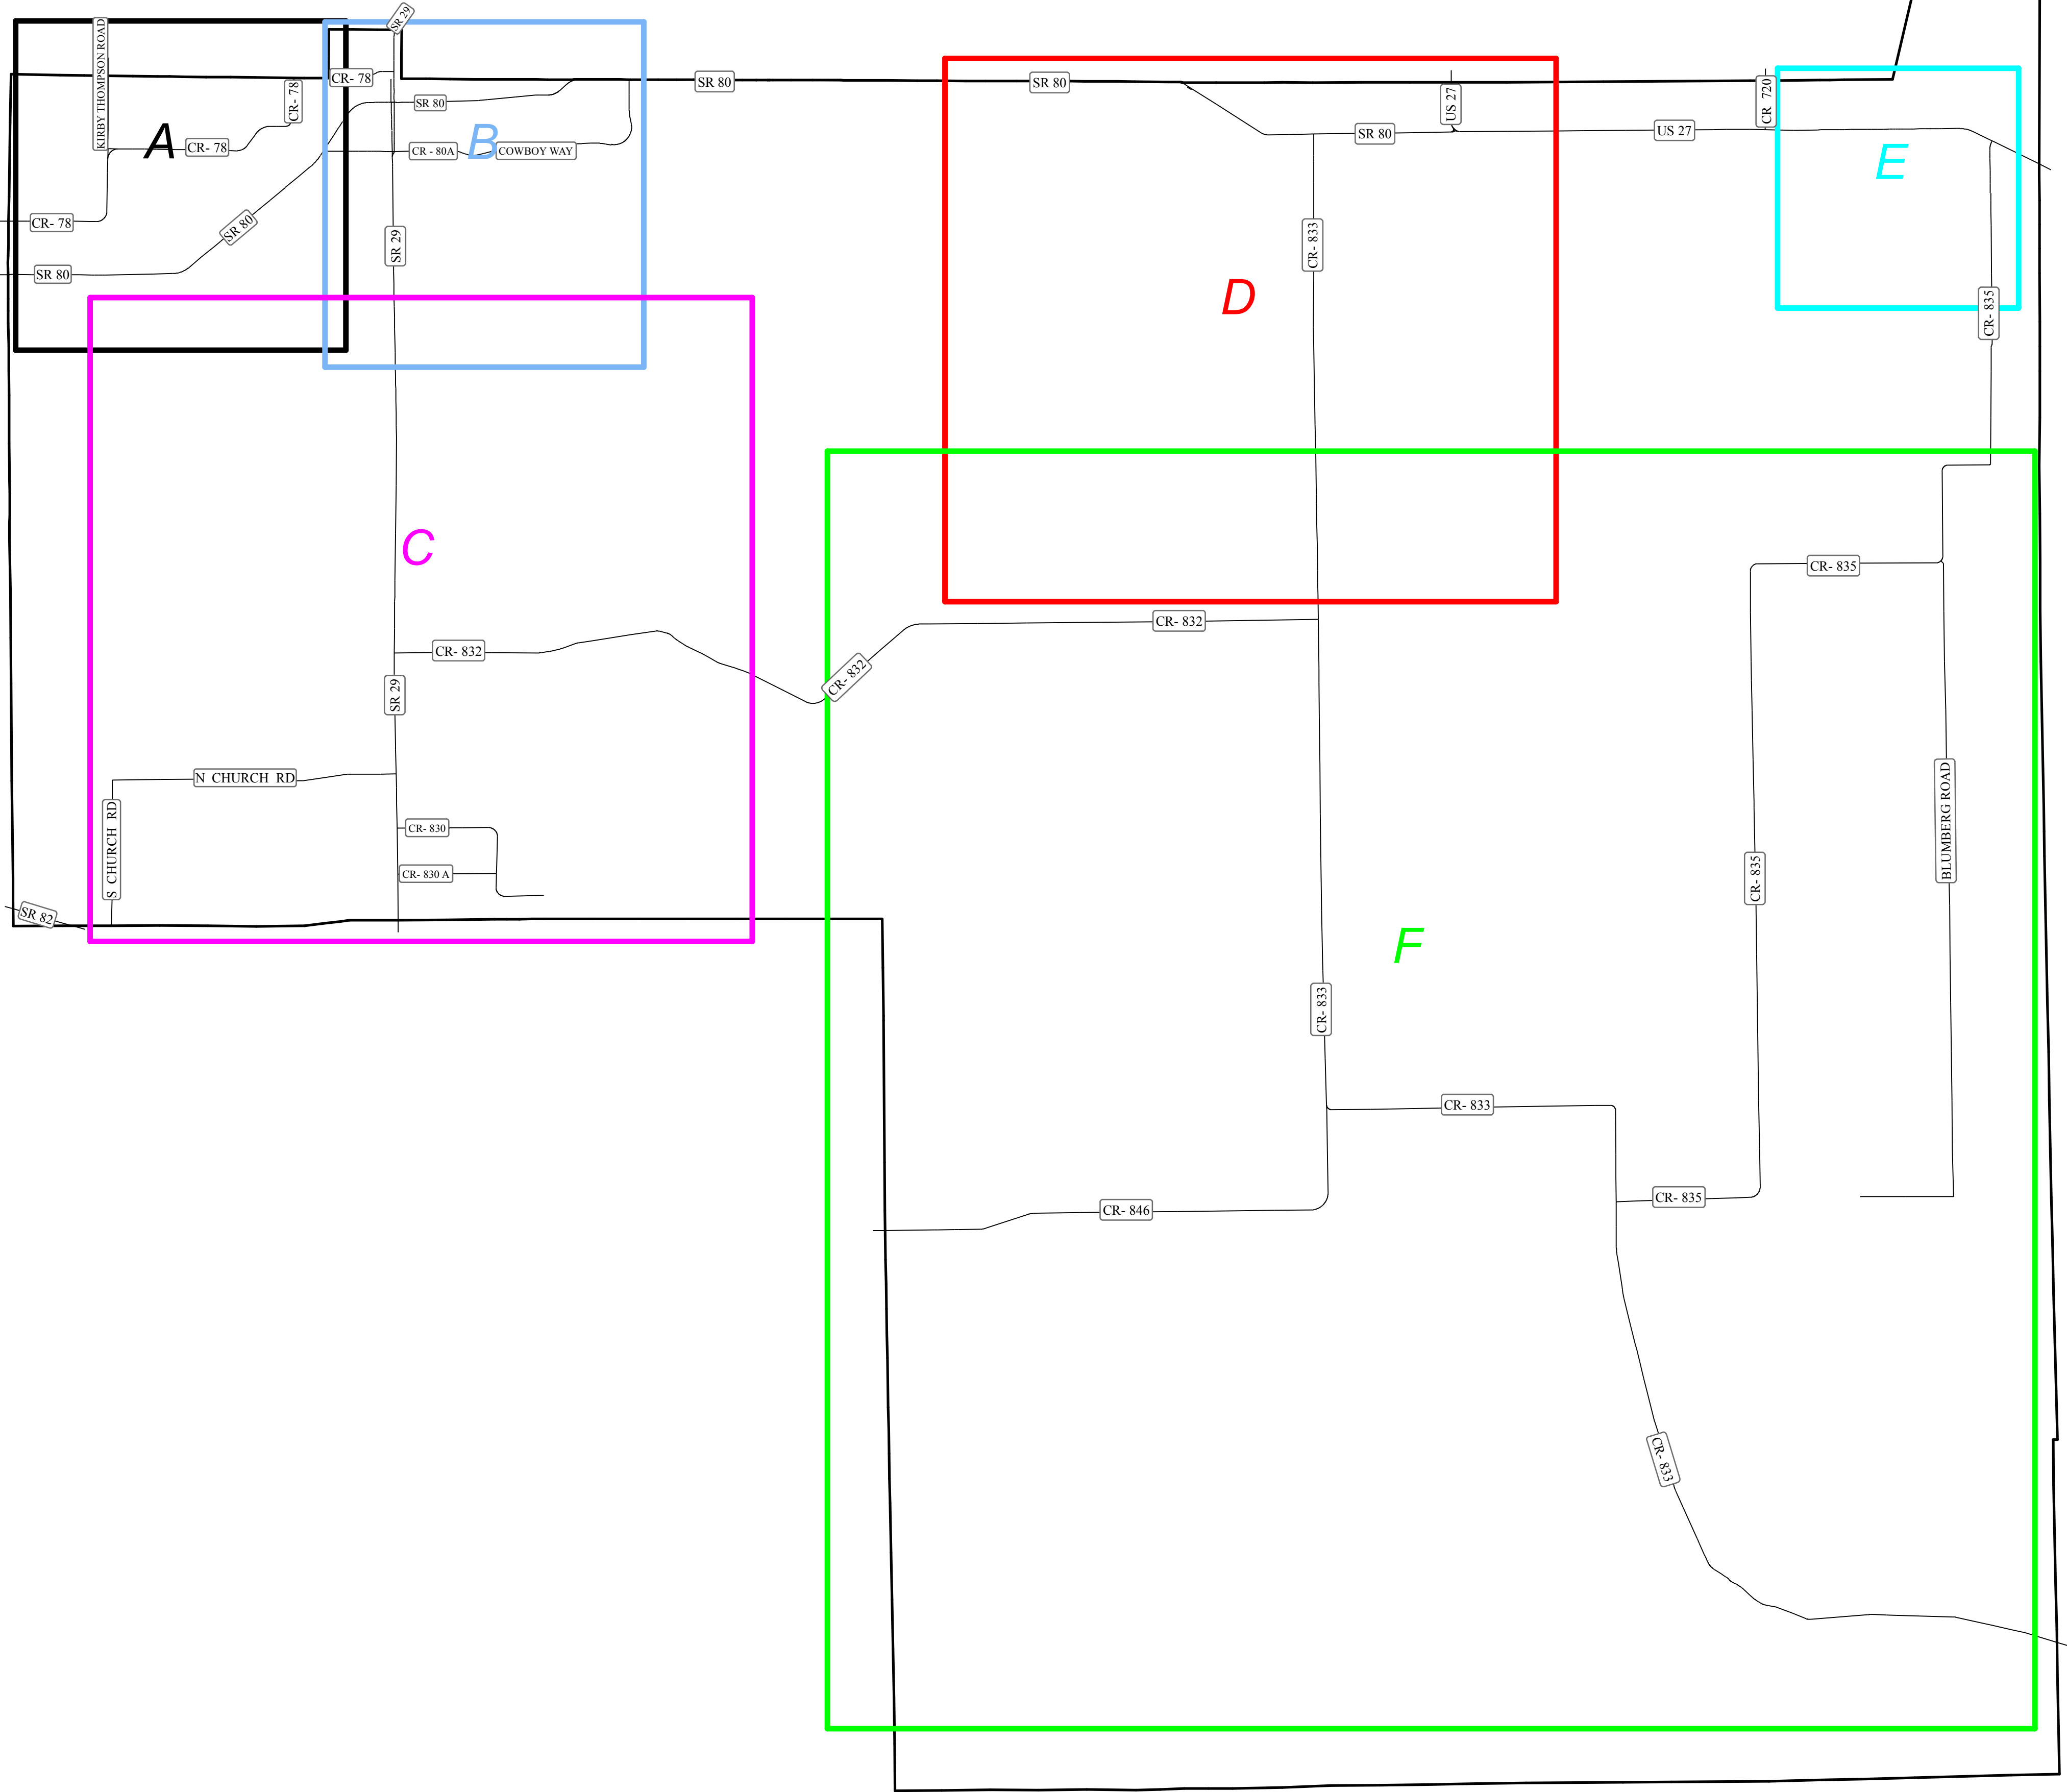 SR 29
KIRBY THOMPSON ROAD
CR- 78
CR- 78
SR 80
SR 80
SR 80
US 27
CR 720
SR 80
A
B
CR- 78
CR - 80A
COWBOY WAY
SR 80
US 27
E
CR- 78
SR 80
SR 29
CR- 833
SR 80
D
CR- 835
C
CR- 835
CR- 832
CR- 832
CR- 832
SR 29
N CHURCH RD
CR- 830
S CHURCH RD
CR- 830 A
BLUMBERG ROAD
CR- 835
SR 82
F
CR- 833
CR- 833
CR- 835
CR- 846
CR- 833